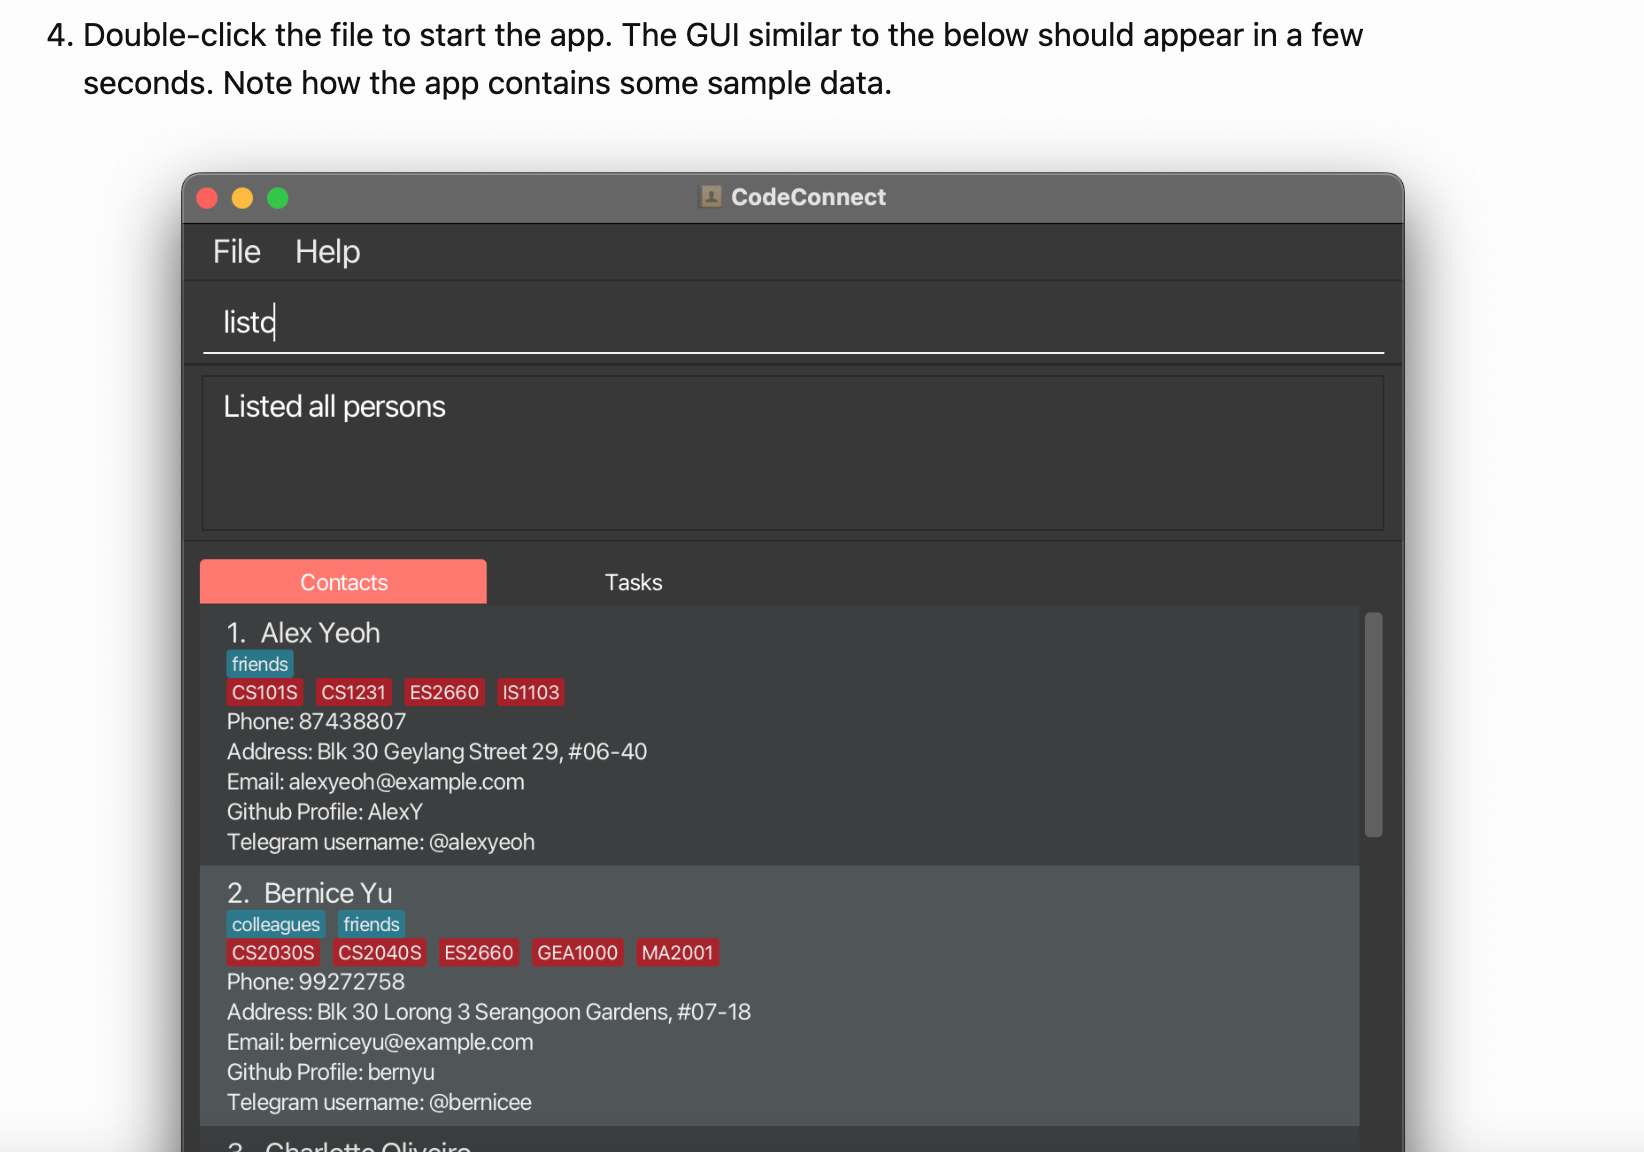 4. Double-click the file to start the app. The GUI similar to the below should appear in a few
seconds. Note how the app contains some sample data.
CodeConnect
File Help
listc
Listed all persons
Contacts Tasks
1. Alex Yeoh
friends
CS101S CS1231 ES2660 IS1103
Phone: 87438807
Address: Blk 30 Geylang Street 29, #06-40
Email: alexyeoh@example.com
Github Profile: AlexY
Telegram username: @alexyeoh
2. Bernice Yu
colleagues friends
CS2030S CS2040S ES2660 GEA1000 MA2001
Phone: 99272758
Address: Blk 30 Lorong 3 Serangoon Gardens, #07-18
Email: berniceyu@example.com
Github Profile: bernyu
Telegram username: @bernicee
3. Charlotte Oliveiro